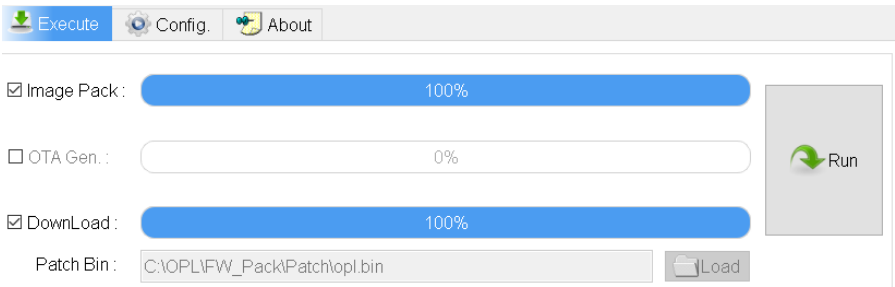 Execute Config. About
Image Pack : 100%
OTA Gen. : 0%
Run
DownLoad : 100%
Patch Bin : C:\OPL\FW_Pack\Patch\opl.bin Load